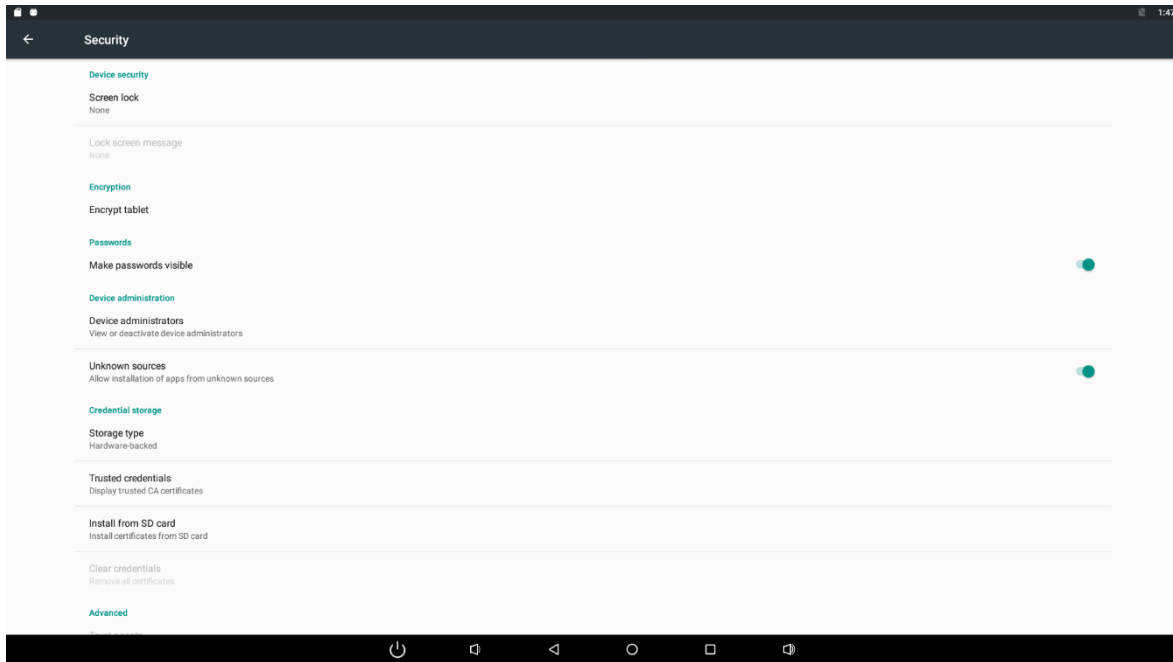 1:47
Security
Device security
Screen lock
None
Lock screen message
None
Encryption
Encrypt tablet
Passwords
Make passwords visible
Device administration
Device administrators
View or deactivate device administrators
Unknown sources
Allow installation of apps from unknown sources
Credential storage
Storage type
Hardware-backed
Trusted credentials
Display trusted CA certificates
Install from SD card
Install certificates from SD card
Clear credentials
Remove all certificates
Advanced